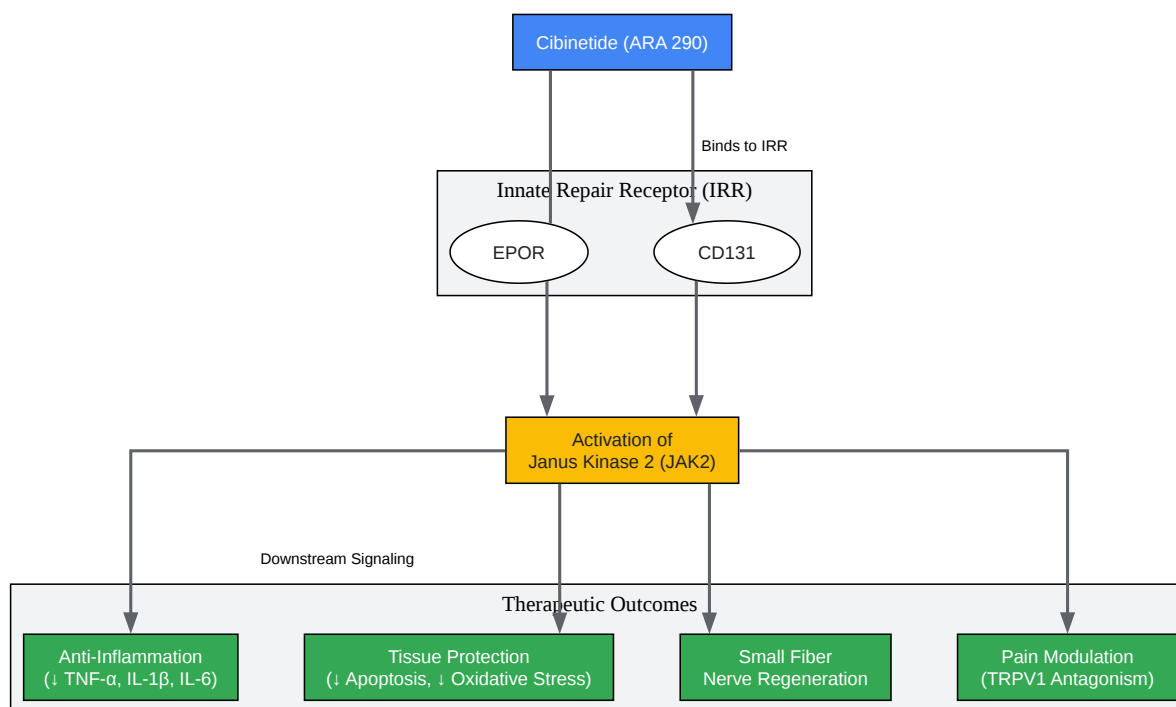 Cibinetide (ARA 290)
Binds to IRR
Innate Repair Receptor (IRR)
EPOR
CD131
Activation of
Janus Kinase 2 (JAK2)
Downstream Signaling
Therapeutic Outcomes
Anti-Inflammation
(↓ TNF-α, IL-1β, IL-6)
Tissue Protection
(↓ Apoptosis, ↓ Oxidative Stress)
Small Fiber
Nerve Regeneration
Pain Modulation
(TRPV1 Antagonism)